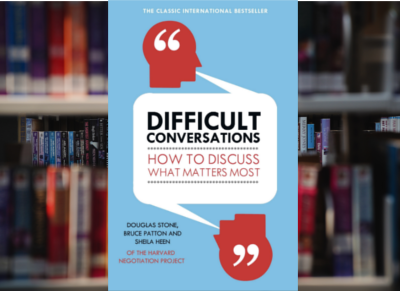 THE CLASSIC INTERNATIONAL BESTSELLER
DIFFICULT
CONVERSATIONS
HOW TO DISCUSS
WHAT MATTERS MOST
DOUGLAS STONE,
BRUCE PATTON AND
SHEILA HEEN
OF THE HARVARD
NEGOTIATION PROJECT